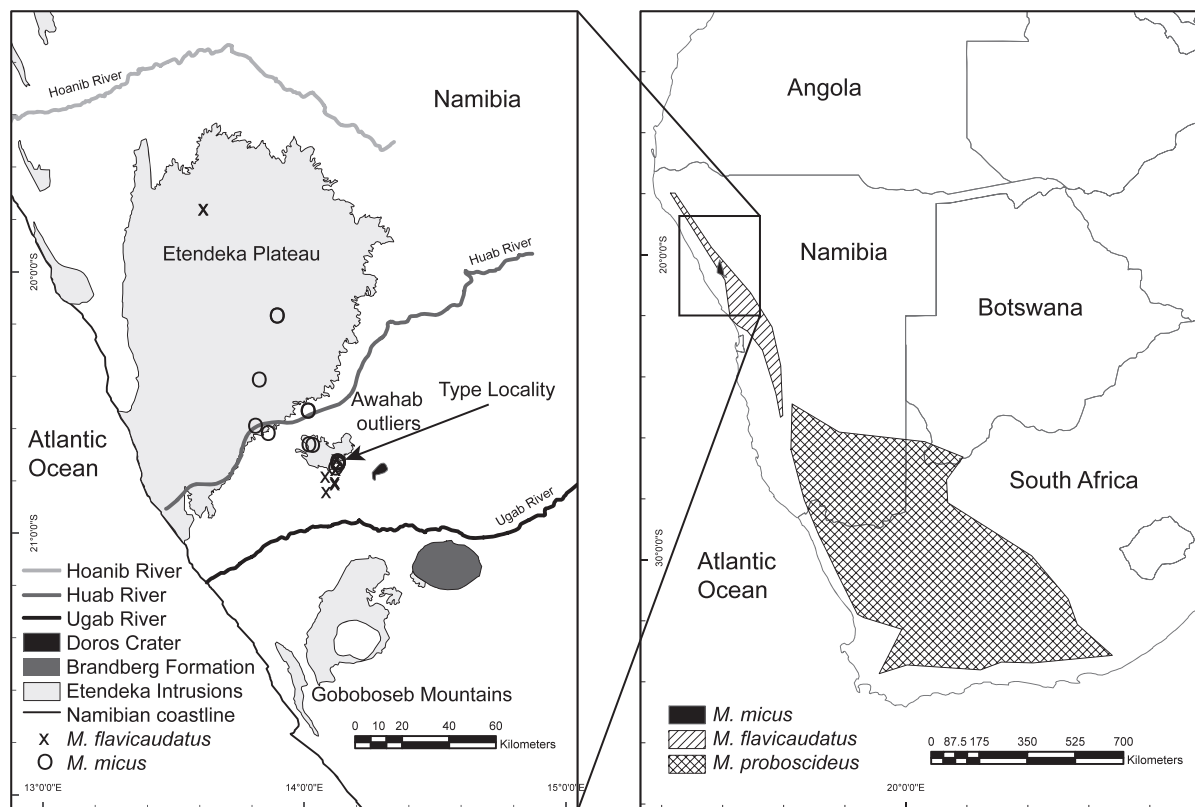 Hoanib River
Namibia
Etendeka Plateau
Huab River
Type Locality
Awahab
outliers
Atlantic
Ocean
Ugab River
20°0'0"S
21°0'0"S
Hoanib River
Huab River
Ugab River
Doros Crater
Brandberg Formation
Etendeka Intrusions
Namibian coastline
x M. flavicaudatus
O M. micus
Goboboseb Mountains
0 10 20 40 60
Kilometers
13°0'0"E 14°0'0"E 15°0'0"E
Angola
Namibia
Botswana
South Africa
Atlantic
Ocean
20°0'0"S
30°0'0"S
M. micus
M. flavicaudatus
M. proboscideus
0 87.5 175 350 525 700
Kilometers
20°0'0"E